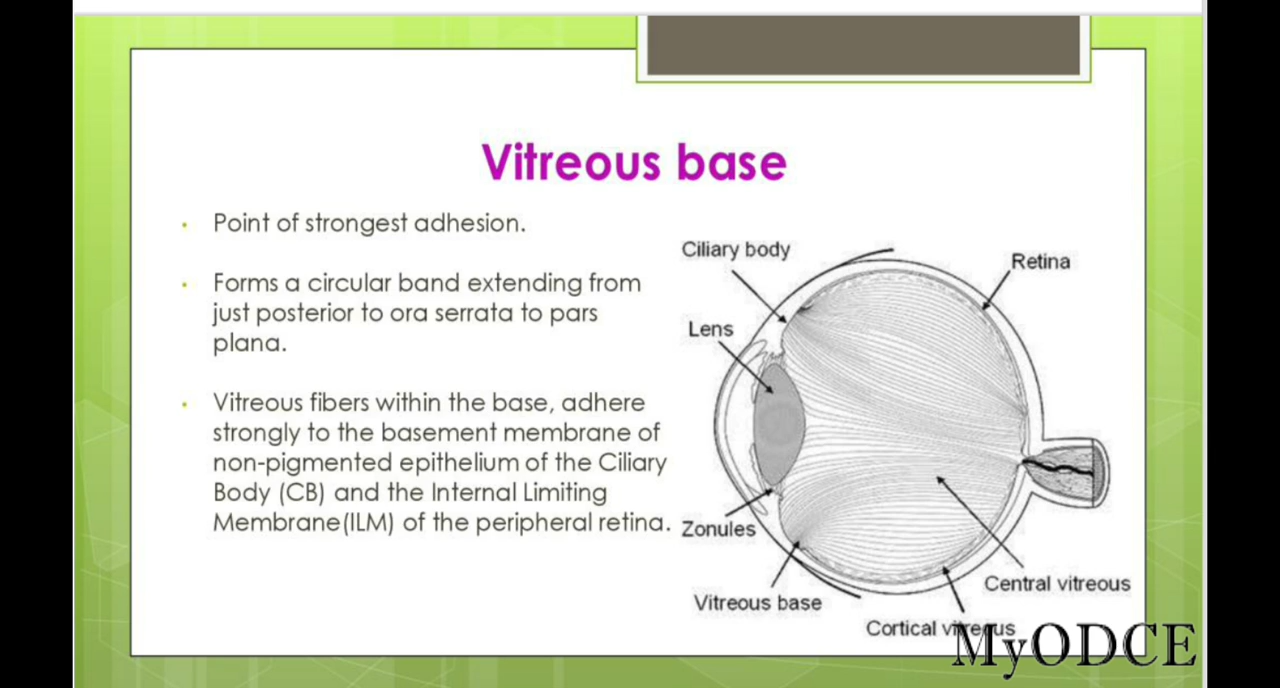 Vitreous base
• Point of strongest adhesion.
• Forms a circular band extending from
just posterior to ora serrata to pars
plana.
• Vitreous fibers within the base, adhere
strongly to the basement membrane of
non-pigmented epithelium of the Ciliary
Body (CB) and the Internal Limiting
Membrane(ILM) of the peripheral retina.
Ciliary body
Retina
Lens
Zonules
Central vitreous
Vitreous base
Cortical vitreous
MyODCE